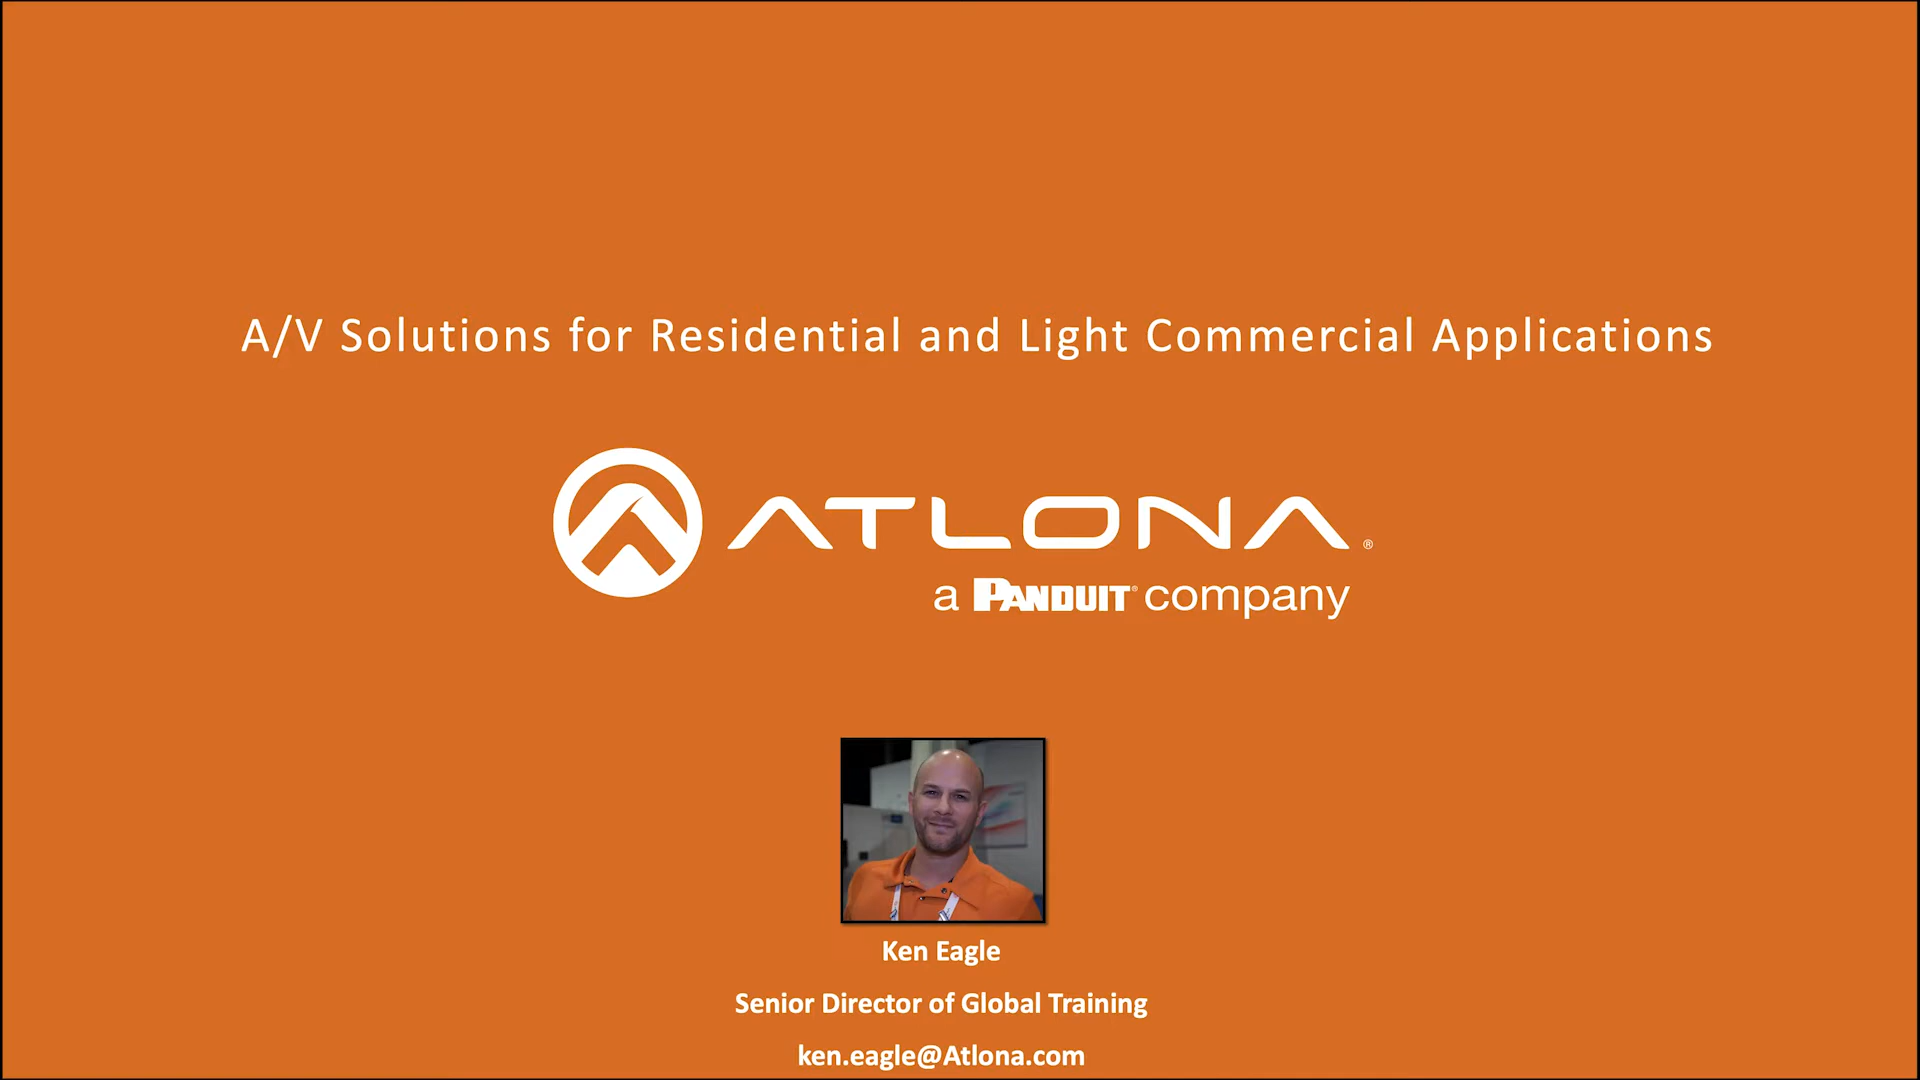 A/V Solutions for Residential and Light Commercial Applications
ATLONA®
a PANDUIT® company
Ken Eagle
Senior Director of Global Training
ken.eagle@Atlona.com